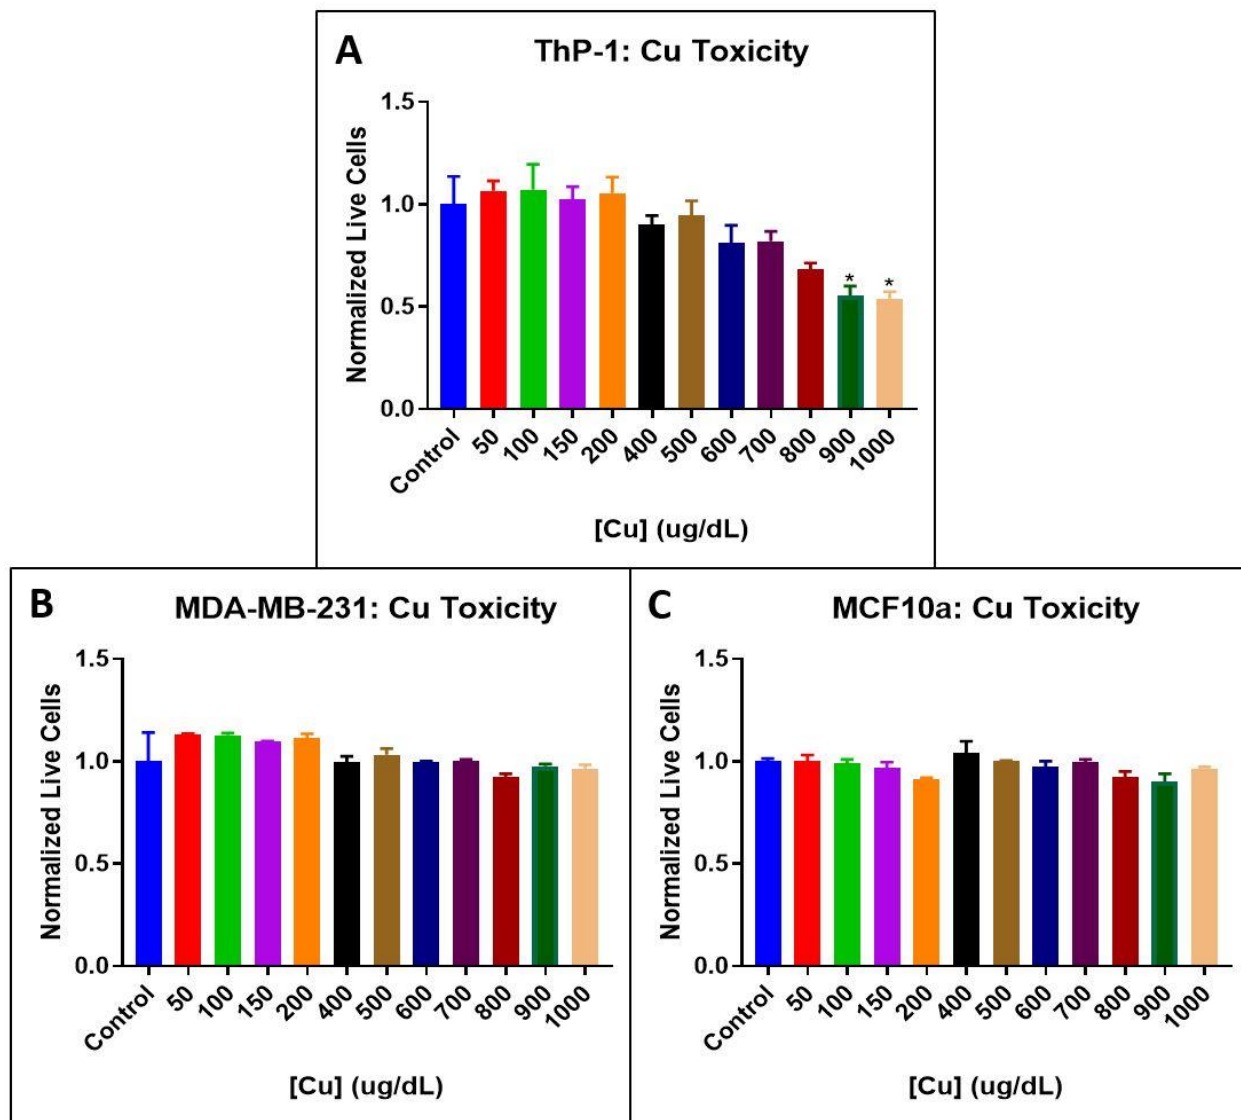 A
ThP-1: Cu Toxicity
Normalized Live Cells
1.5
1.0
0.5
0.0
* *
Control 50 100 150 200 400 500 600 700 800 900 1000
[Cu] (ug/dL)
B
MDA-MB-231: Cu Toxicity
Normalized Live Cells
1.5
1.0
0.5
0.0
Control 50 100 150 200 400 500 600 700 800 900 1000
[Cu] (ug/dL)
C
MCF10a: Cu Toxicity
Normalized Live Cells
1.5
1.0
0.5
0.0
Control 50 100 150 200 400 500 600 700 800 900 1000
[Cu] (ug/dL)